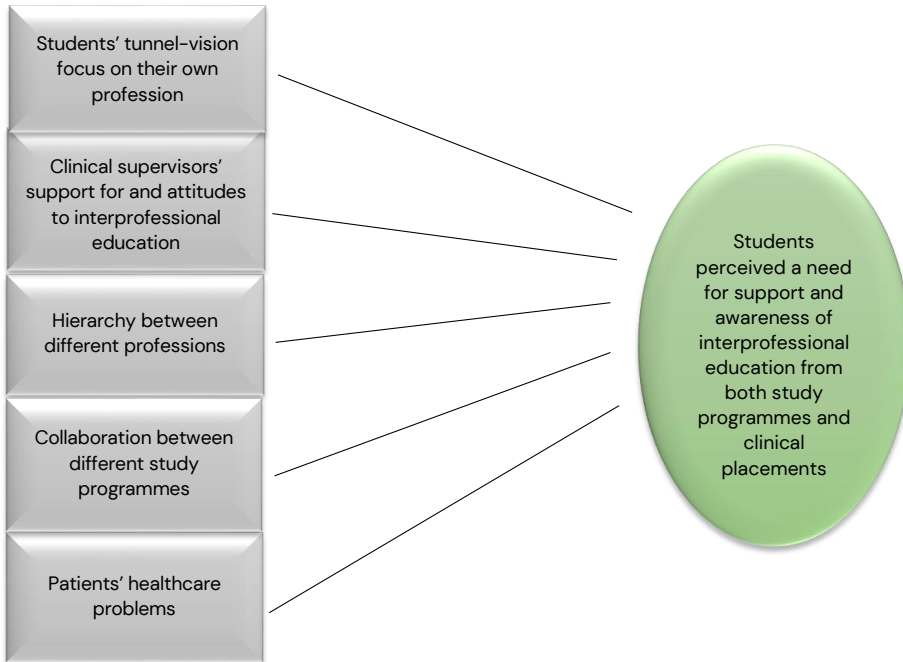 Students’ tunnel-vision
focus on their own
profession
Clinical supervisors’
support for and attitudes
to interprofessional
education
Hierarchy between
different professions
Collaboration between
different study
programmes
Patients’ healthcare
problems
Students
perceived a need
for support and
awareness of
interprofessional
education from
both study
programmes and
clinical
placements